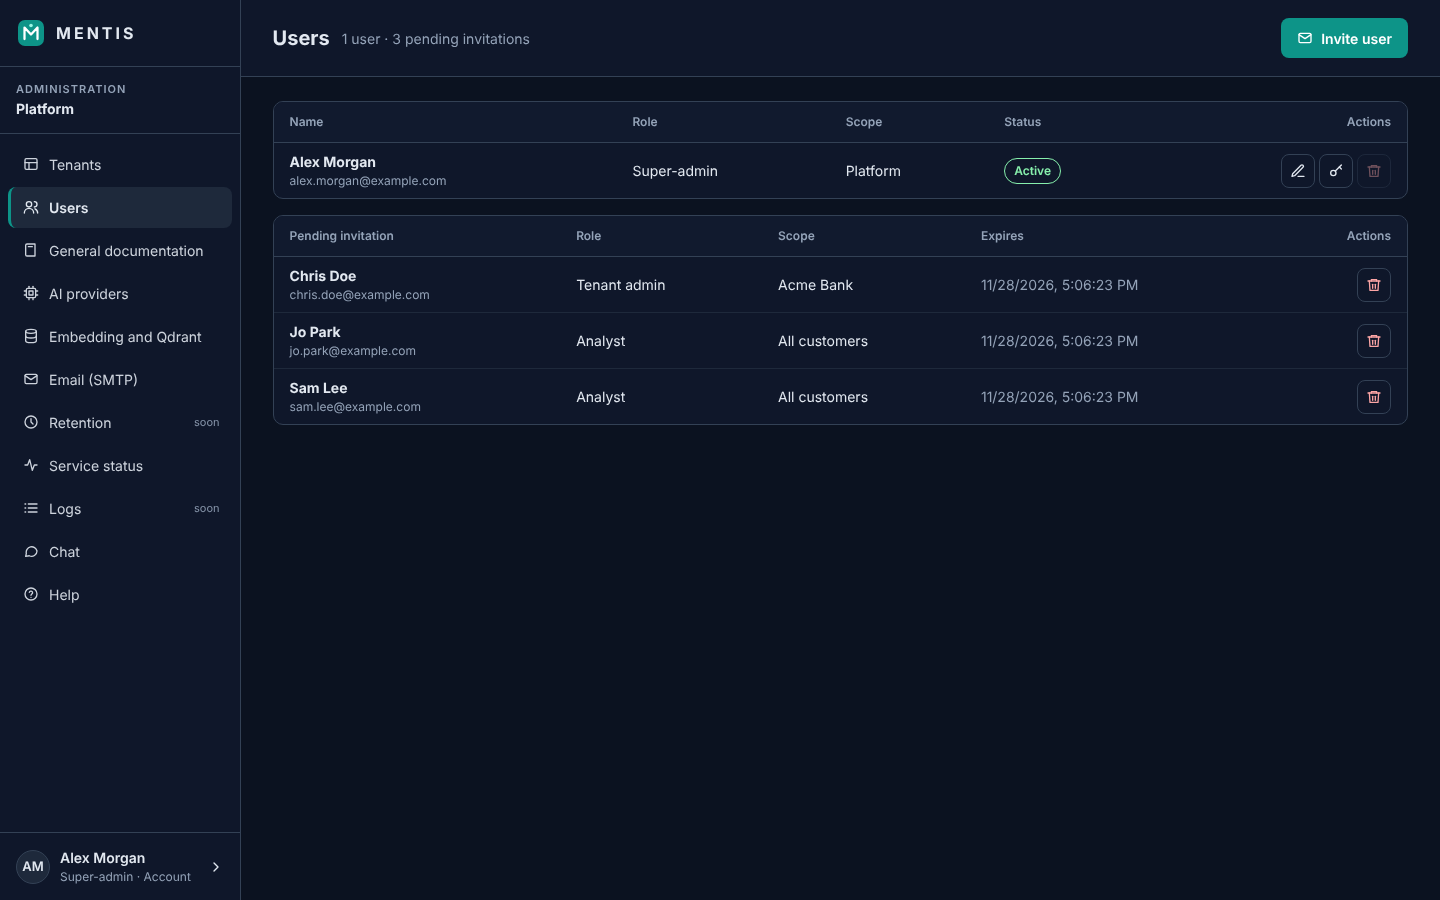 MENTIS
ADMINISTRATION
Platform
Tenants
Users
General documentation
AI providers
Embedding and Qdrant
Email (SMTP)
Retention soon
Service status
Logs soon
Chat
Help
AM Alex Morgan
Super-admin · Account
Users 1 user · 3 pending invitations
Invite user
Name Role Scope Status Actions
Alex Morgan
alex.morgan@example.com
Super-admin Platform Active
Pending invitation Role Scope Expires Actions
Chris Doe
chris.doe@example.com
Tenant admin Acme Bank 11/28/2026, 5:06:23 PM
Jo Park
jo.park@example.com
Analyst All customers 11/28/2026, 5:06:23 PM
Sam Lee
sam.lee@example.com
Analyst All customers 11/28/2026, 5:06:23 PM